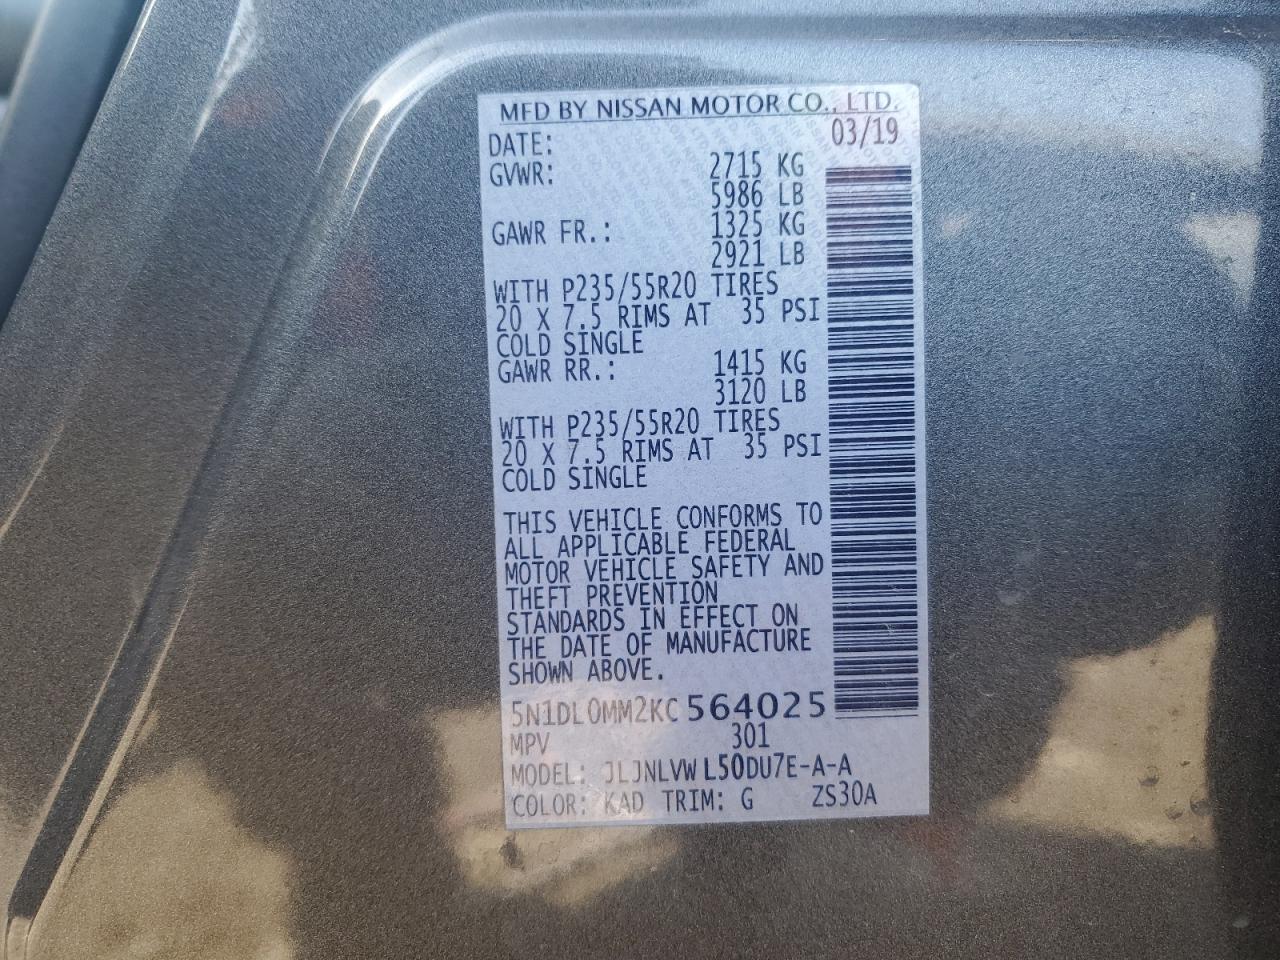 MFD BY NISSAN MOTOR CO., LTD.
DATE: 03/19
GVWR: 2715 KG
5986 LB
GAWR FR.: 1325 KG
2921 LB
WITH P235/55R20 TIRES
20 X 7.5 RIMS AT 35 PSI
COLD SINGLE
GAWR RR.: 1415 KG
3120 LB
WITH P235/55R20 TIRES
20 X 7.5 RIMS AT 35 PSI
COLD SINGLE
THIS VEHICLE CONFORMS TO
ALL APPLICABLE FEDERAL
MOTOR VEHICLE SAFETY AND
THEFT PREVENTION
STANDARDS IN EFFECT ON
THE DATE OF MANUFACTURE
SHOWN ABOVE.
5N1DL0MM2KC564025
MPV 301
MODEL: JLJNLVWL50DU7E-A-A
COLOR: KAD TRIM: G ZS30A